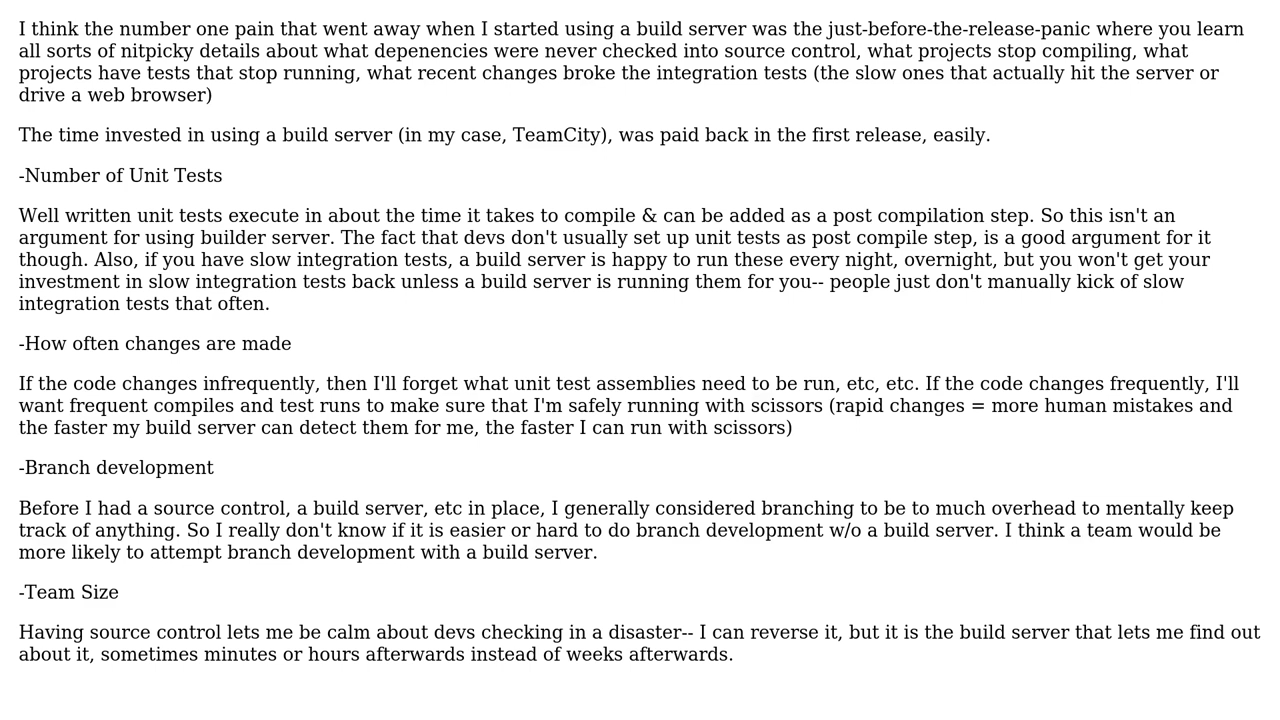 I think the number one pain that went away when I started using a build server was the just-before-the-release-panic where you learn
all sorts of nitpicky details about what depenencies were never checked into source control, what projects stop compiling, what
projects have tests that stop running, what recent changes broke the integration tests (the slow ones that actually hit the server or
drive a web browser)
The time invested in using a build server (in my case, TeamCity), was paid back in the first release, easily.
-Number of Unit Tests
Well written unit tests execute in about the time it takes to compile & can be added as a post compilation step. So this isn't an
argument for using builder server. The fact that devs don't usually set up unit tests as post compile step, is a good argument for it
though. Also, if you have slow integration tests, a build server is happy to run these every night, overnight, but you won't get your
investment in slow integration tests back unless a build server is running them for you-- people just don't manually kick of slow
integration tests that often.
-How often changes are made
If the code changes infrequently, then I'll forget what unit test assemblies need to be run, etc, etc. If the code changes frequently, I'll
want frequent compiles and test runs to make sure that I'm safely running with scissors (rapid changes = more human mistakes and
the faster my build server can detect them for me, the faster I can run with scissors)
-Branch development
Before I had a source control, a build server, etc in place, I generally considered branching to be to much overhead to mentally keep
track of anything. So I really don't know if it is easier or hard to do branch development w/o a build server. I think a team would be
more likely to attempt branch development with a build server.
-Team Size
Having source control lets me be calm about devs checking in a disaster-- I can reverse it, but it is the build server that lets me find out
about it, sometimes minutes or hours afterwards instead of weeks afterwards.